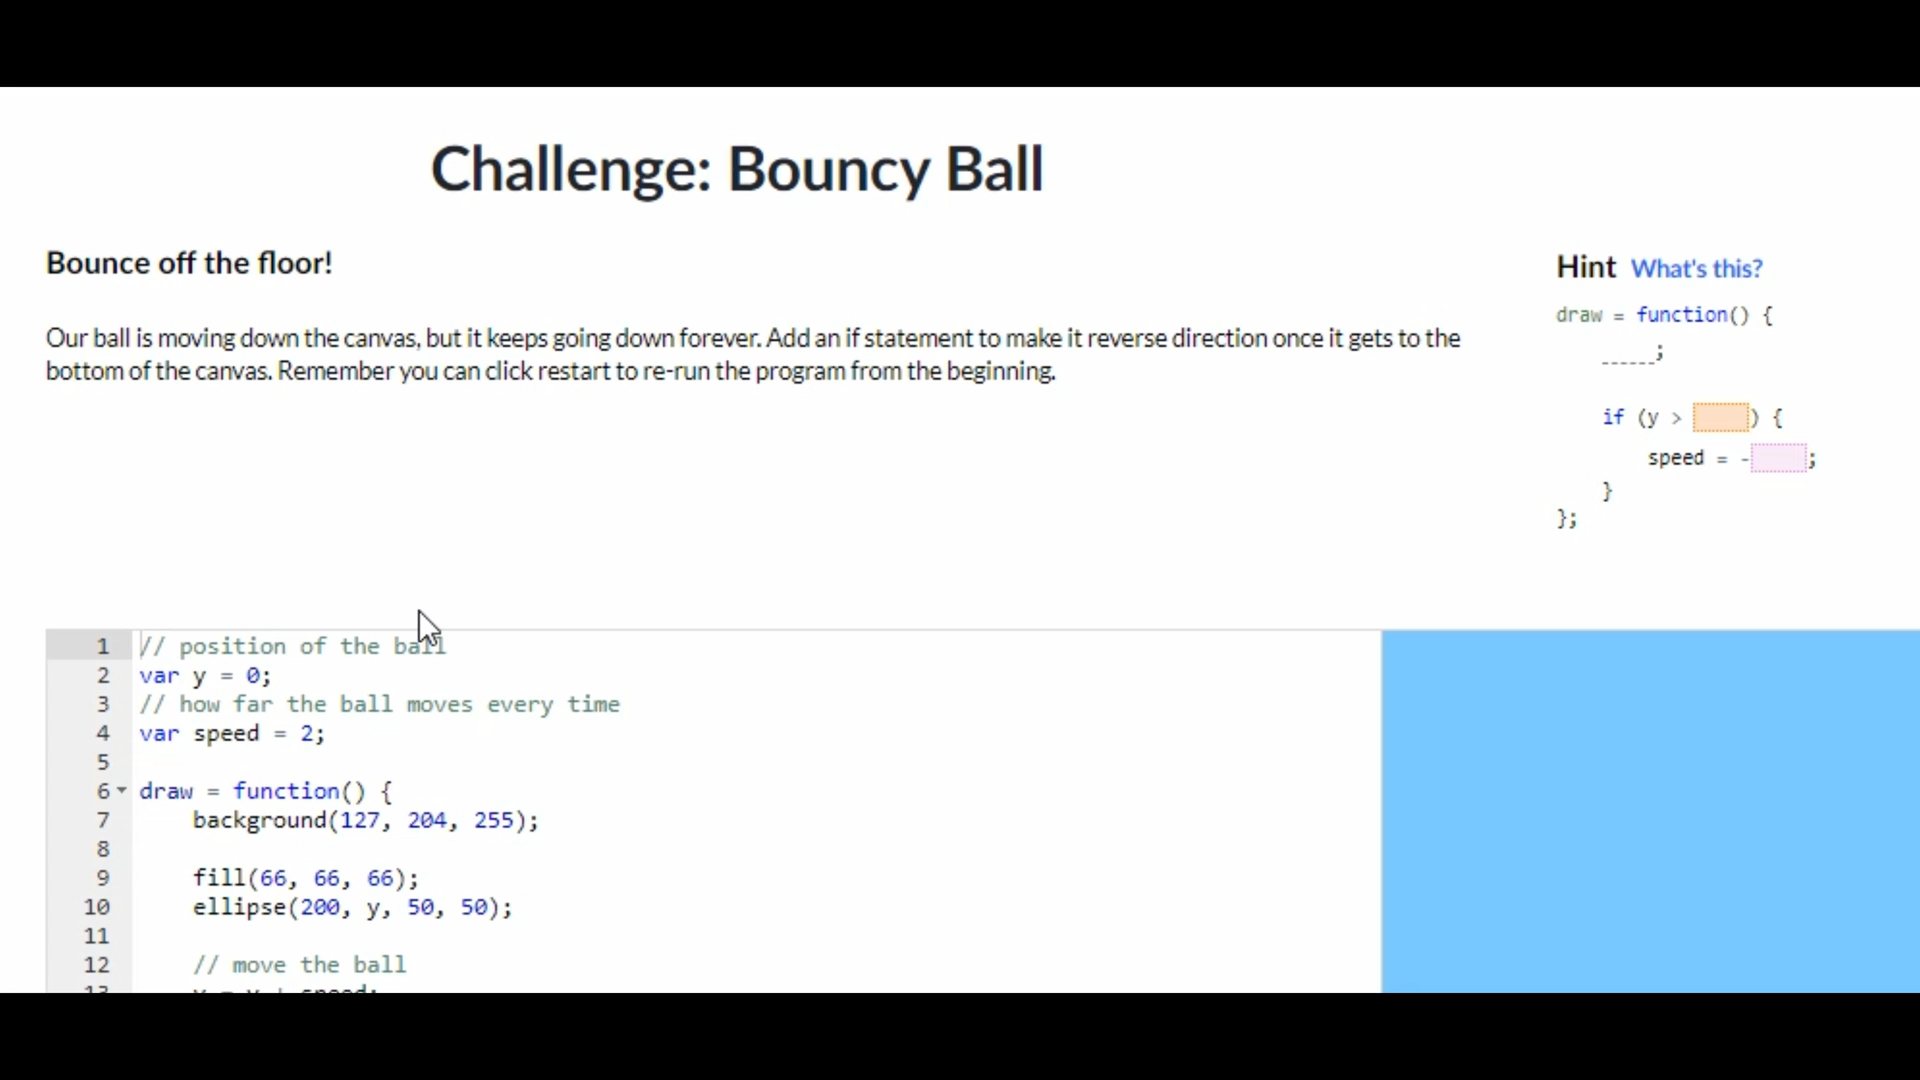 Challenge: Bouncy Ball
Bounce off the floor!
Our ball is moving down the canvas, but it keeps going down forever. Add an if statement to make it reverse direction once it gets to the
bottom of the canvas. Remember you can click restart to re-run the program from the beginning.
Hint What's this?
draw = function() {
______;
if (y > ) {
speed = - ;
}
};
1 // position of the ball
2 var y = 0;
3 // how far the ball moves every time
4 var speed = 2;
5
6 draw = function() {
7 background(127, 204, 255);
8
9 fill(66, 66, 66);
10 ellipse(200, y, 50, 50);
11
12 // move the ball
13 y = y + speed;